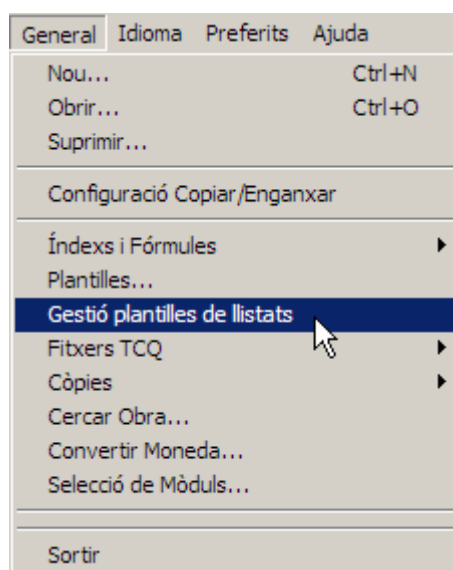 General Idioma Preferits Ajuda
Nou... Ctrl+N
Obrir... Ctrl+O
Suprimir...
Configuració Copiar/Enganxar
Índexs i Fórmules
Plantilles...
Gestió plantilles de llistats
Fitxers TCQ
Còpies
Cercar Obra...
Convertir Moneda...
Selecció de Mòduls...
Sortir